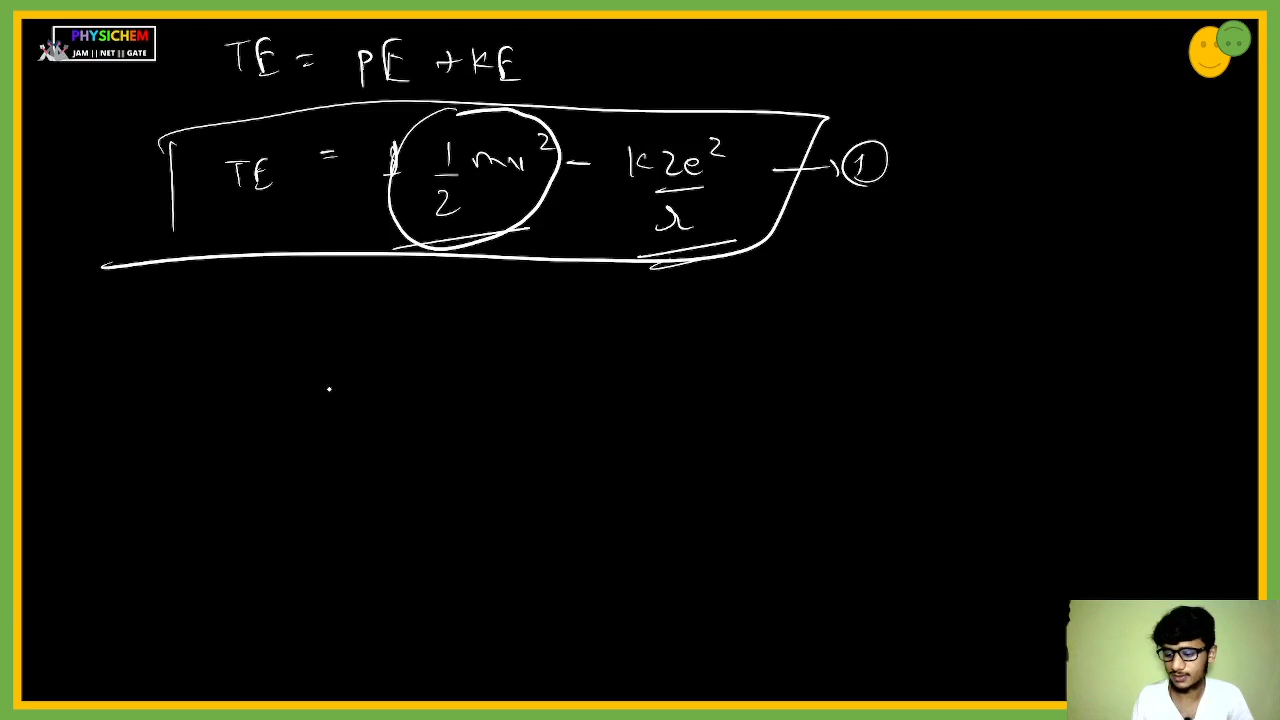 PHYSICHEM
JAM || NET || GATE
TE = PE + KE
TE = 1/2 mv² - kze²/r → ①